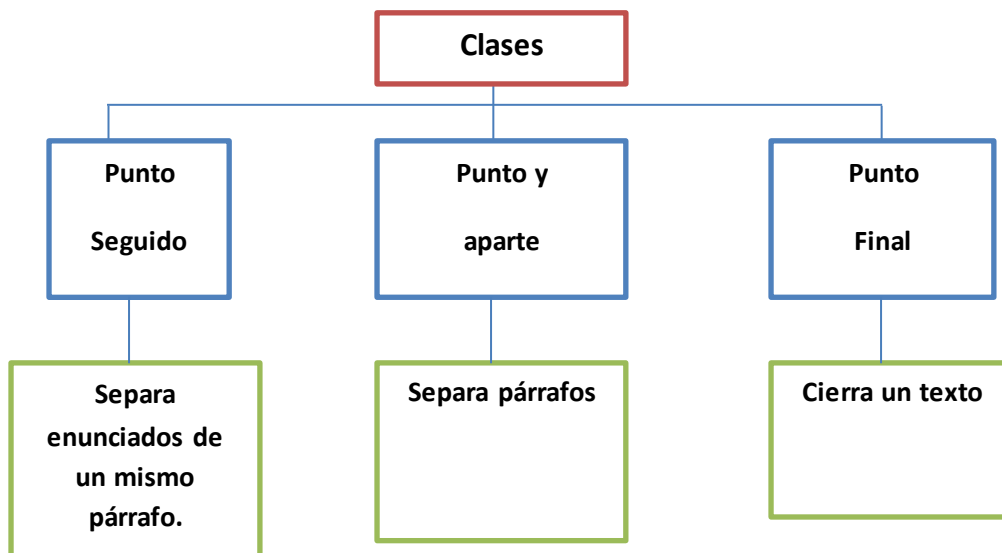 Clases
Punto
Seguido
Punto y
aparte
Punto
Final
Separa
enunciados de
un mismo
párrafo.
Separa párrafos
Cierra un texto